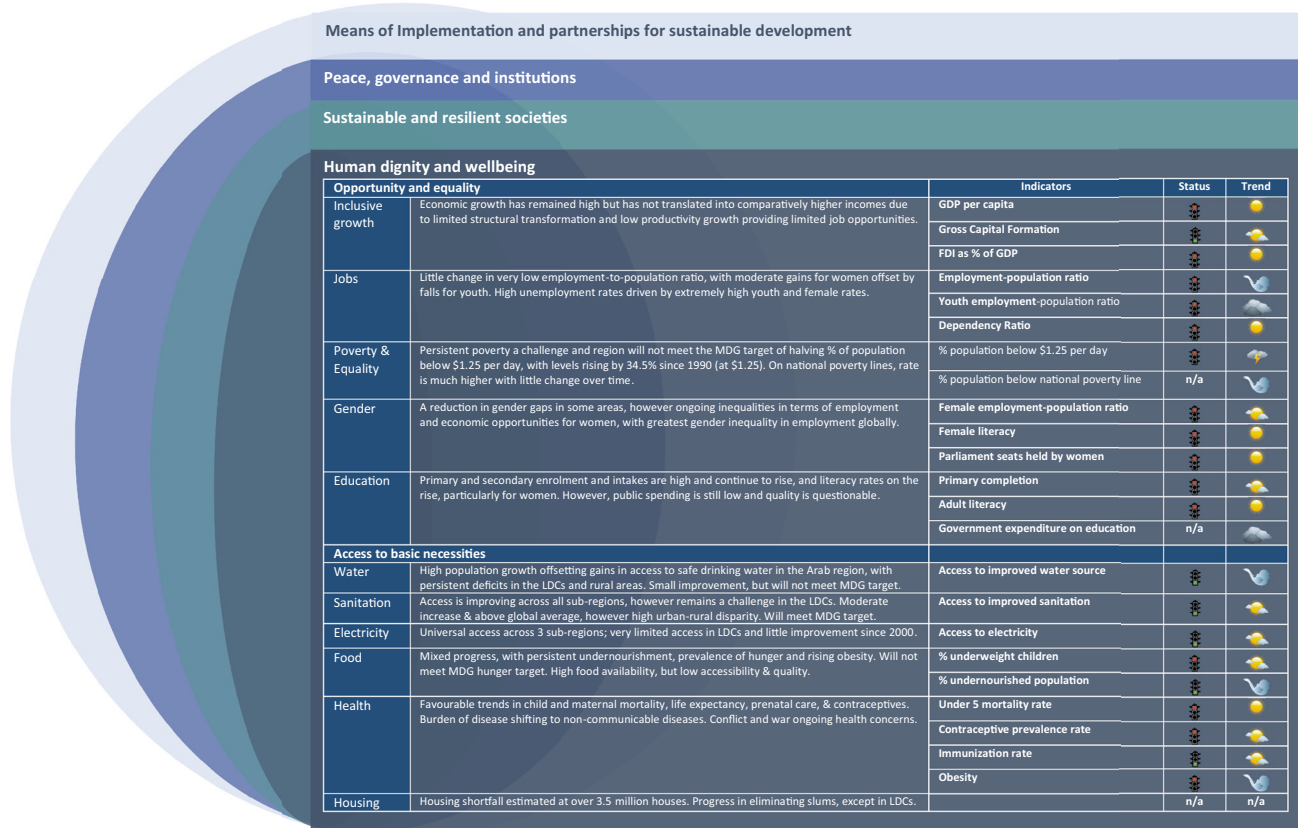 Means of Implementation and partnerships for sustainable development
Peace, governance and institutions
Sustainable and resilient societies
Human dignity and wellbeing
Opportunity and equality
Indicators
Status
Trend
Inclusive
growth
Economic growth has remained high but has not translated into comparatively higher incomes due
to limited structural transformation and low productivity growth providing limited job opportunities.
GDP per capita
Gross Capital Formation
FDI as % of GDP
Jobs
Little change in very low employment-to-population ratio, with moderate gains for women offset by
falls for youth. High unemployment rates driven by extremely high youth and female rates.
Employment-population ratio
Youth employment-population ratio
Dependency Ratio
Poverty &
Equality
Persistent poverty a challenge and region will not meet the MDG target of halving % of population
below $1.25 per day, with levels rising by 34.5% since 1990 (at $1.25). On national poverty lines, rate
is much higher with little change over time.
% population below $1.25 per day
% population below national poverty line
n/a
Gender
A reduction in gender gaps in some areas, however ongoing inequalities in terms of employment
and economic opportunities for women, with greatest gender inequality in employment globally.
Female employment-population ratio
Female literacy
Parliament seats held by women
Education
Primary and secondary enrolment and intakes are high and continue to rise, and literacy rates on the
rise, particularly for women. However, public spending is still low and quality is questionable.
Primary completion
Adult literacy
Government expenditure on education
n/a
Access to basic necessities
Water
High population growth offsetting gains in access to safe drinking water in the Arab region, with
persistent deficits in the LDCs and rural areas. Small improvement, but will not meet MDG target.
Access to improved water source
Sanitation
Access is improving across all sub-regions, however remains a challenge in the LDCs. Moderate
increase & above global average, however high urban-rural disparity. Will meet MDG target.
Access to improved sanitation
Electricity
Universal access across 3 sub-regions; very limited access in LDCs and little improvement since 2000.
Access to electricity
Food
Mixed progress, with persistent undernourishment, prevalence of hunger and rising obesity. Will not
meet MDG hunger target. High food availability, but low accessibility & quality.
% underweight children
% undernourished population
Health
Favourable trends in child and maternal mortality, life expectancy, prenatal care, & contraceptives.
Burden of disease shifting to non-communicable diseases. Conflict and war ongoing health concerns.
Under 5 mortality rate
Contraceptive prevalence rate
Immunization rate
Obesity
Housing
Housing shortfall estimated at over 3.5 million houses. Progress in eliminating slums, except in LDCs.
n/a
n/a